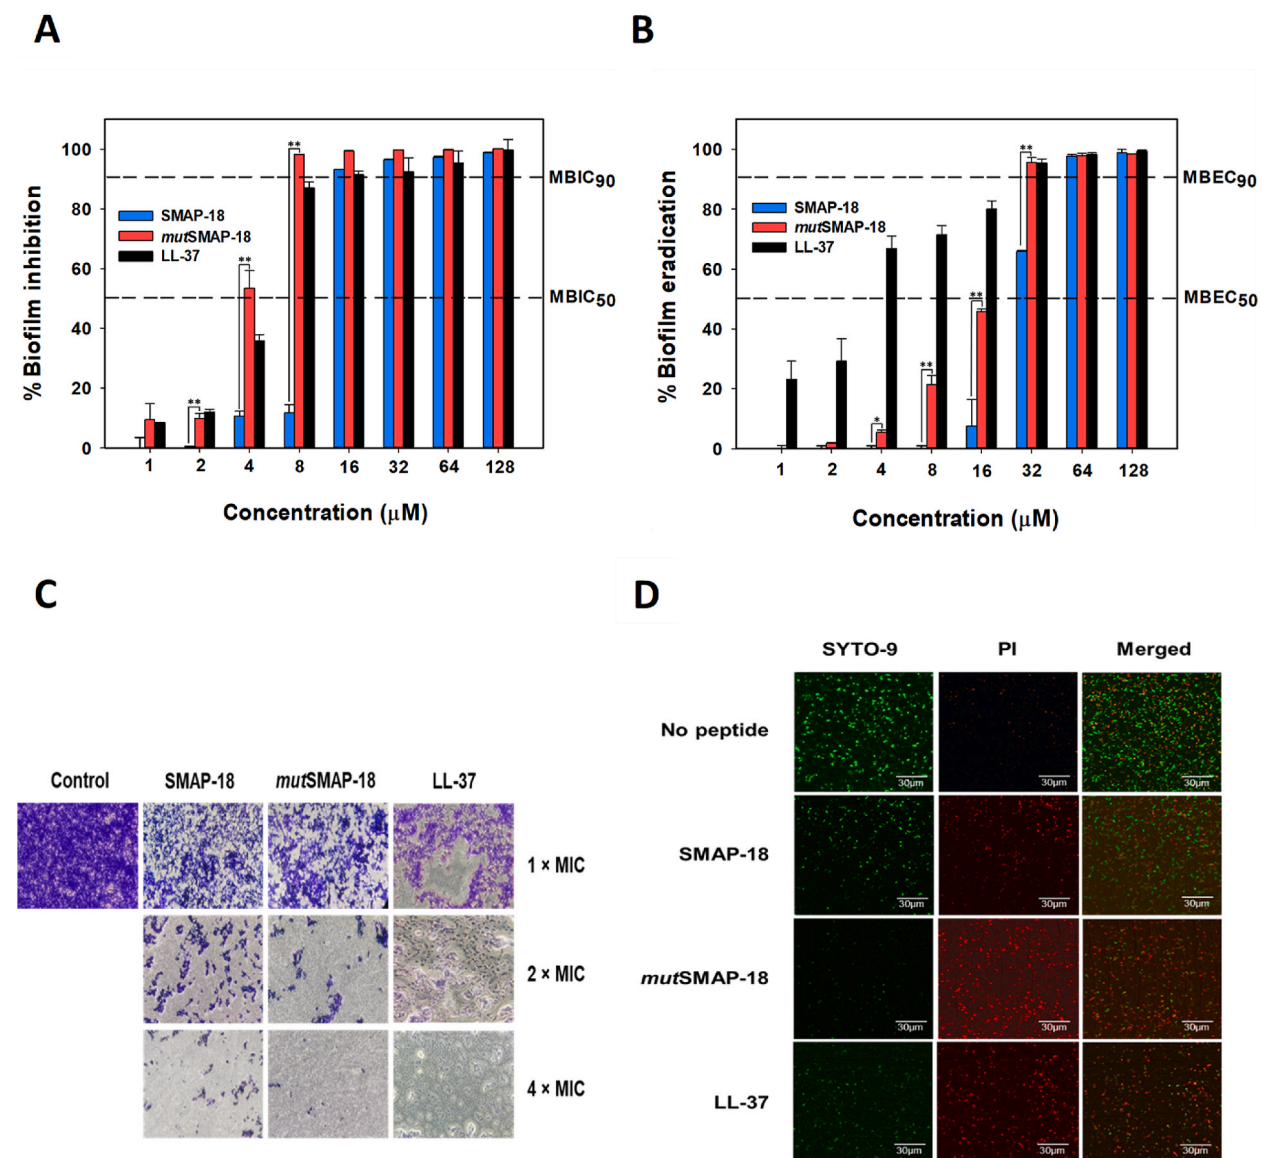 A
100
80
60
40
20
0
% Biofilm inhibition
SMAP-18
mutSMAP-18
LL-37
**
**
**
MBIC90
MBIC50
1 2 4 8 16 32 64 128
Concentration (µM)
B
100
80
60
40
20
0
% Biofilm eradication
SMAP-18
mutSMAP-18
LL-37
*
**
**
**
MBEC90
MBEC50
1 2 4 8 16 32 64 128
Concentration (µM)
C
Control SMAP-18 mutSMAP-18 LL-37
1 × MIC
2 × MIC
4 × MIC
D
SYTO-9 PI Merged
No peptide
30µm 30µm 30µm
SMAP-18
30µm 30µm 30µm
mutSMAP-18
30µm 30µm 30µm
LL-37
30µm 30µm 30µm